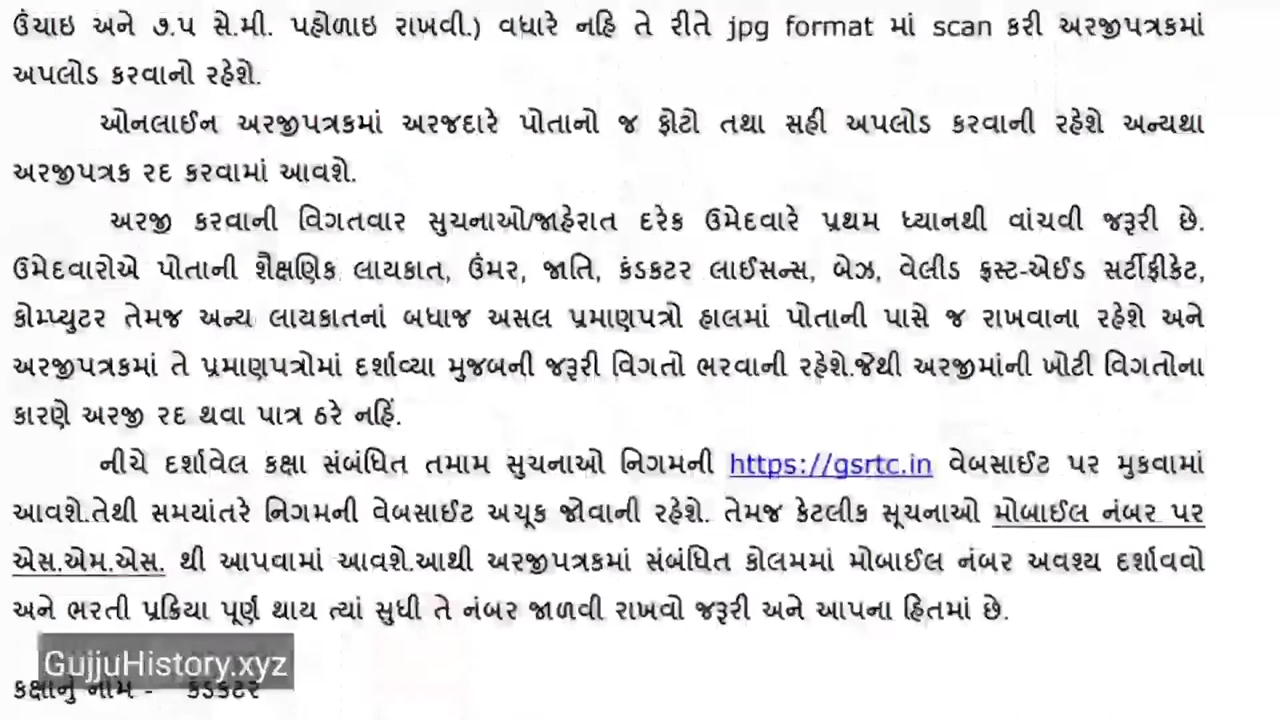 ઉંચાઇ અને ૭.૫ સે.મી. પહોળાઇ રાખવી.) વધારે નહિ તે રીતે jpg format માં scan કરી અરજીપત્રકમાં
અપલોડ કરવાનો રહેશે.
ઓનલાઈન અરજીપત્રકમાં અરજદારે પોતાનો જ ફોટો તથા સહી અપલોડ કરવાની રહેશે અન્યથા
અરજીપત્રક રદ કરવામાં આવશે.
અરજી કરવાની વિગતવાર સુચનાઓ/જાહેરાત દરેક ઉમેદવારે પ્રથમ ધ્યાનથી વાંચવી જરૂરી છે.
ઉમેદવારોએ પોતાની શૈક્ષણિક લાયકાત, ઉંમર, જાતિ, કંડકટર લાઈસન્સ, બેઝ, વેલીડ ફ્રસ્ટ-એઈડ સર્ટીફીકેટ,
કોમ્પ્યુટર તેમજ અન્ય લાયકાતનાં બધાજ અસલ પ્રમાણપત્રો હાલમાં પોતાની પાસે જ રાખવાના રહેશે અને
અરજીપત્રકમાં તે પ્રમાણપત્રોમાં દર્શાવ્યા મુજબની જરૂરી વિગતો ભરવાની રહેશે.જેથી અરજીમાંની ખોટી વિગતોના
કારણે અરજી રદ થવા પાત્ર ઠરે નહિં.
નીચે દર્શાવેલ કક્ષા સંબંધિત તમામ સુચનાઓ નિગમની https://gsrtc.in વેબસાઈટ પર મુકવામાં
આવશે.તેથી સમયાંતરે નિગમની વેબસાઈટ અચૂક જોવાની રહેશે. તેમજ કેટલીક સૂચનાઓ મોબાઈલ નંબર પર
એસ.એમ.એસ. થી આપવામાં આવશે.આથી અરજીપત્રકમાં સંબંધિત કોલમમાં મોબાઈલ નંબર અવશ્ય દર્શાવવો
અને ભરતી પ્રક્રિયા પૂર્ણ થાય ત્યાં સુધી તે નંબર જાળવી રાખવો જરૂરી અને આપના હિતમાં છે.
GujjuHistory.xyz
કક્ષાનું નામ - કંડકટર